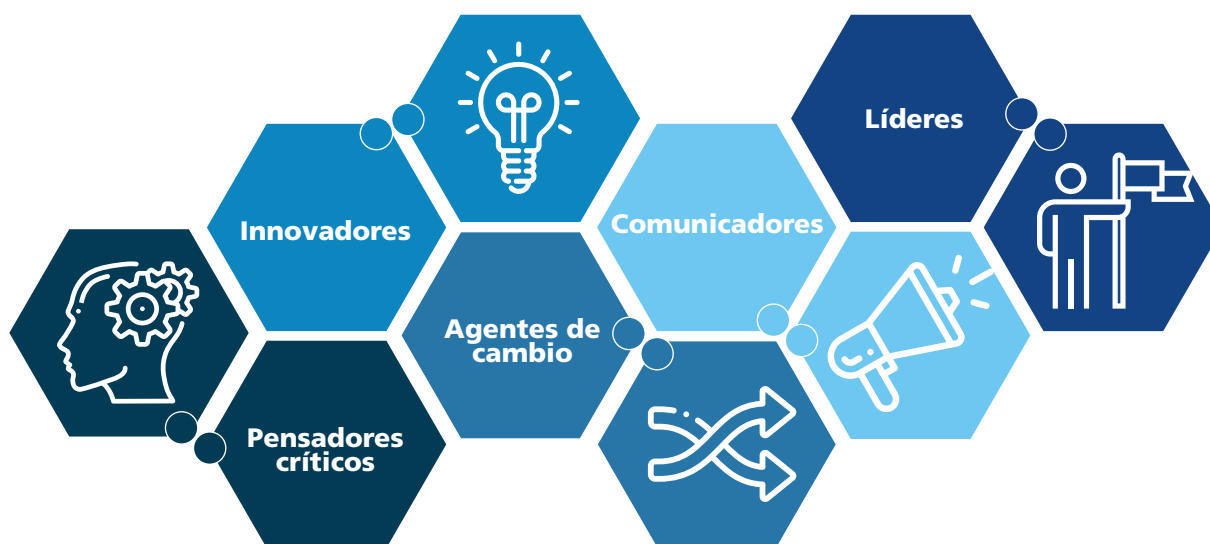 Líderes
Innovadores
Comunicadores
Agentes de
cambio
Pensadores
críticos